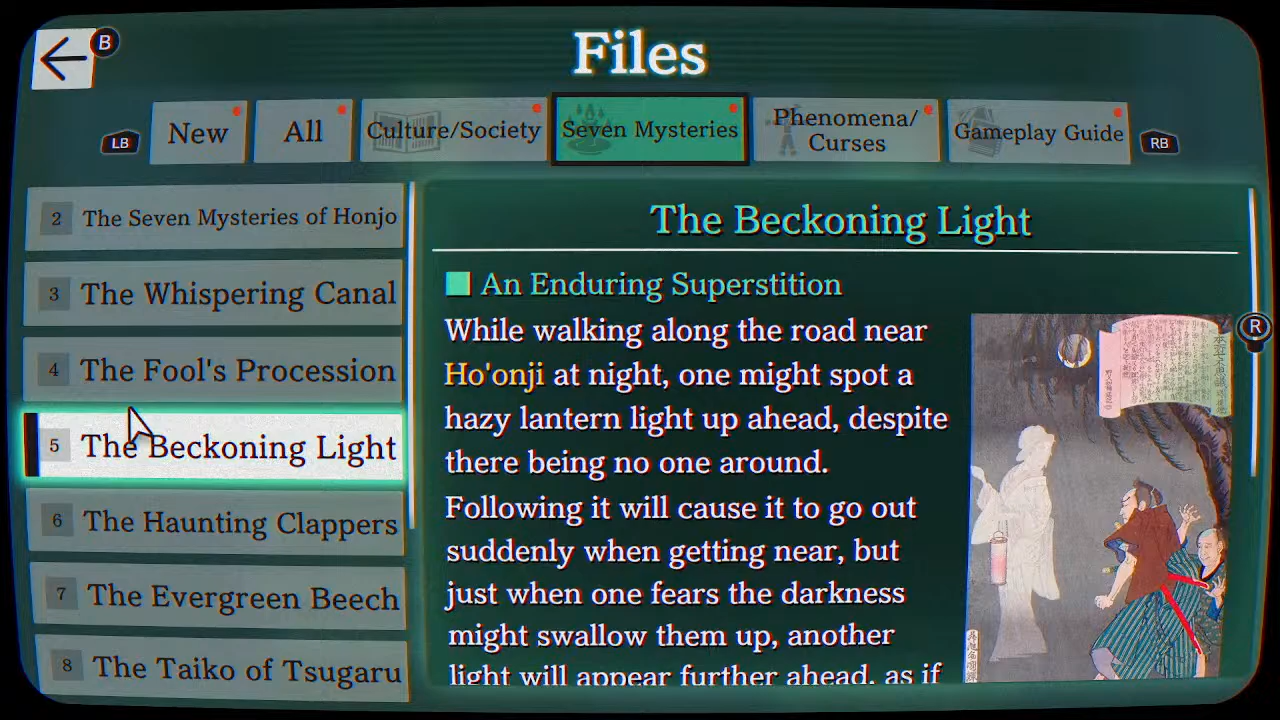 B
Files
LB
New
All
Culture/Society
Seven Mysteries
Phenomena/
Curses
Gameplay Guide
RB
2 The Seven Mysteries of Honjo
3 The Whispering Canal
4 The Fool's Procession
5 The Beckoning Light
6 The Haunting Clappers
7 The Evergreen Beech
8 The Taiko of Tsugaru
The Beckoning Light
An Enduring Superstition
While walking along the road near
Ho'onji at night, one might spot a
hazy lantern light up ahead, despite
there being no one around.
Following it will cause it to go out
suddenly when getting near, but
just when one fears the darkness
might swallow them up, another
light will appear further ahead, as if
R